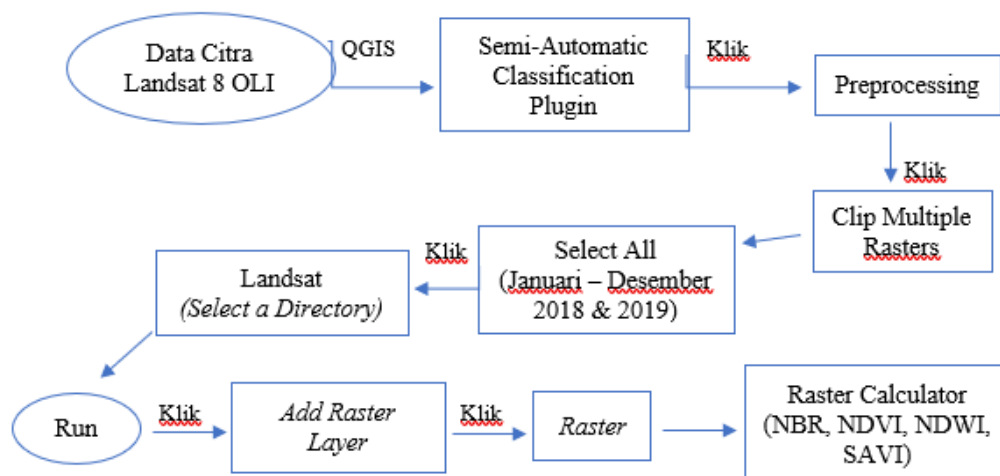 Data Citra
Landsat 8 OLI
QGIS
Semi-Automatic
Classification
Plugin
Klik
Preprocessing
Klik
Clip Multiple
Rasters
Select All
(Januari – Desember
2018 & 2019)
Klik
Landsat
(Select a Directory)
Run
Klik
Add Raster
Layer
Klik
Raster
Raster Calculator
(NBR, NDVI, NDWI,
SAVI)